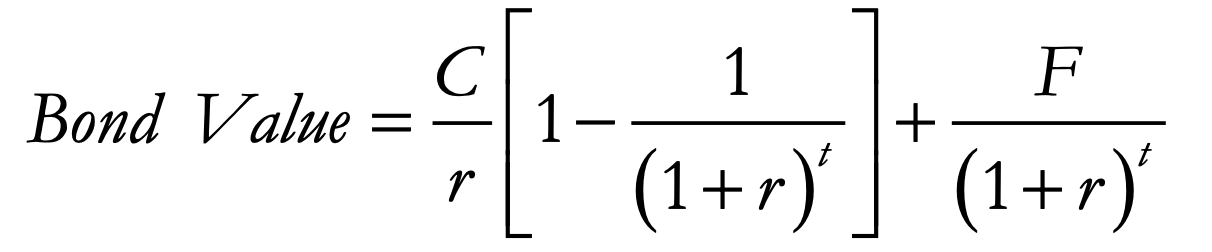 Bond Value = C/r [1 − 1/(1 + r)^t] + F/(1 + r)^t